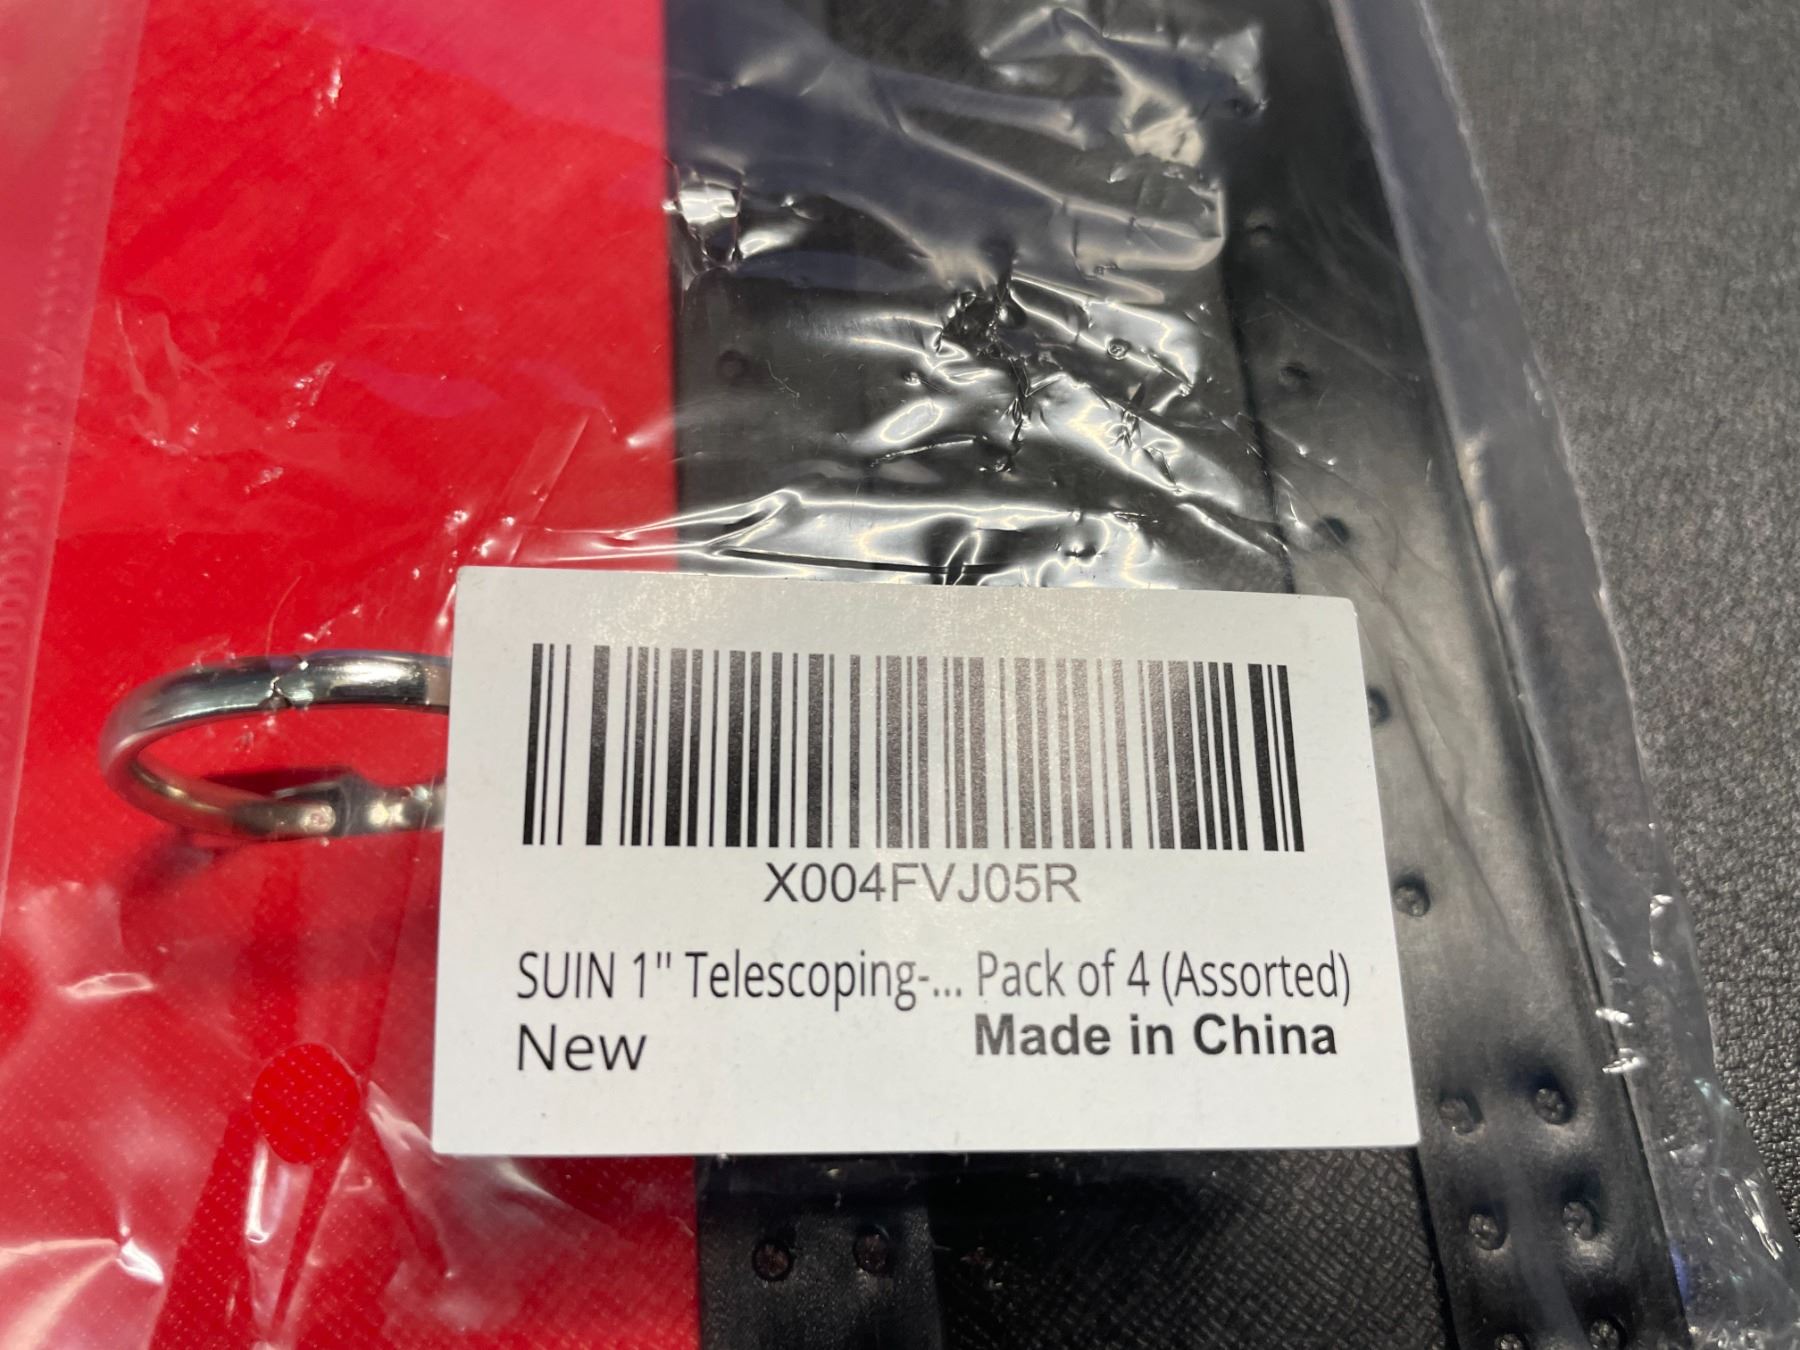 X004FVJ05R
SUIN 1" Telescoping-... Pack of 4 (Assorted)
New Made in China